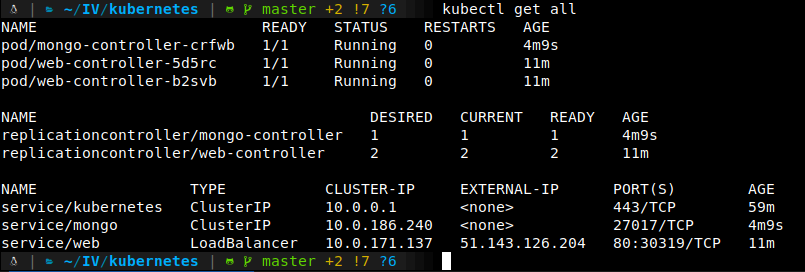 ~/IV/kubernetes | master +2 !7 ?6 kubectl get all
NAME READY STATUS RESTARTS AGE
pod/mongo-controller-crfwb 1/1 Running 0 4m9s
pod/web-controller-5d5rc 1/1 Running 0 11m
pod/web-controller-b2svb 1/1 Running 0 11m
NAME DESIRED CURRENT READY AGE
replicationcontroller/mongo-controller 1 1 1 4m9s
replicationcontroller/web-controller 2 2 2 11m
NAME TYPE CLUSTER-IP EXTERNAL-IP PORT(S) AGE
service/kubernetes ClusterIP 10.0.0.1 <none> 443/TCP 59m
service/mongo ClusterIP 10.0.186.240 <none> 27017/TCP 4m9s
service/web LoadBalancer 10.0.171.137 51.143.126.204 80:30319/TCP 11m
~/IV/kubernetes | master +2 !7 ?6